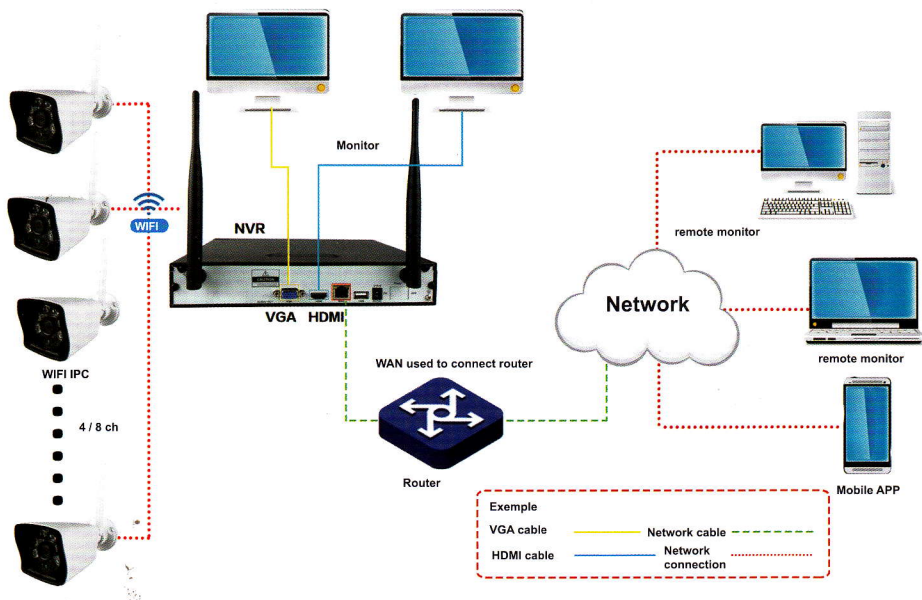 Monitor
WIFI
NVR
VGA HDMI
WIFI IPC
4 / 8 ch
WAN used to connect router
Router
Network
remote monitor
remote monitor
Mobile APP
Exemple
VGA cable
Network cable
HDMI cable
Network
connection